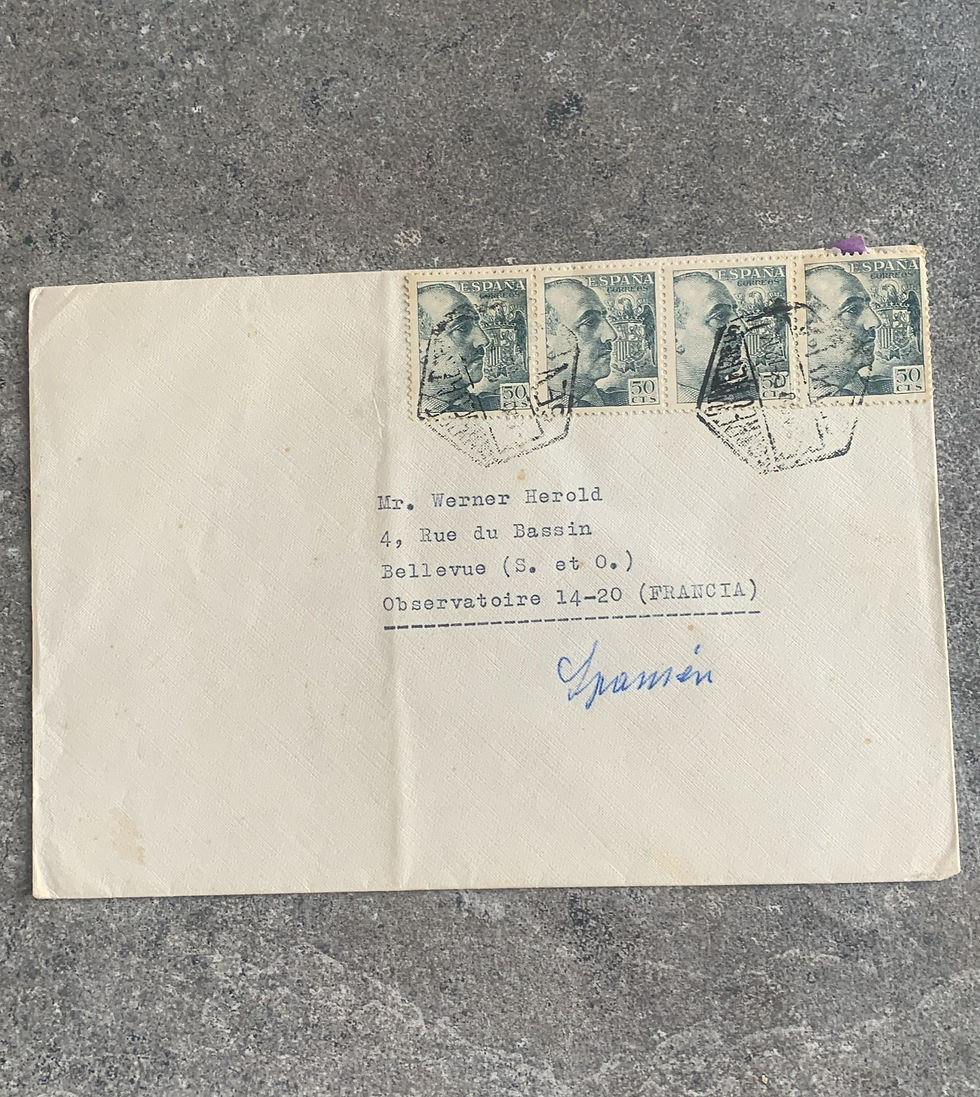 ESPAÑA ESPAÑA ESPAÑA ESPAÑA
CORREOS CORREOS CORREOS CORREOS
50 50 50 50
CTS CTS CTS
Mr. Werner Herold
4, Rue du Bassin
Bellevue (S. et O.)
Observatoire 14-20 (FRANCIA)
Spanien